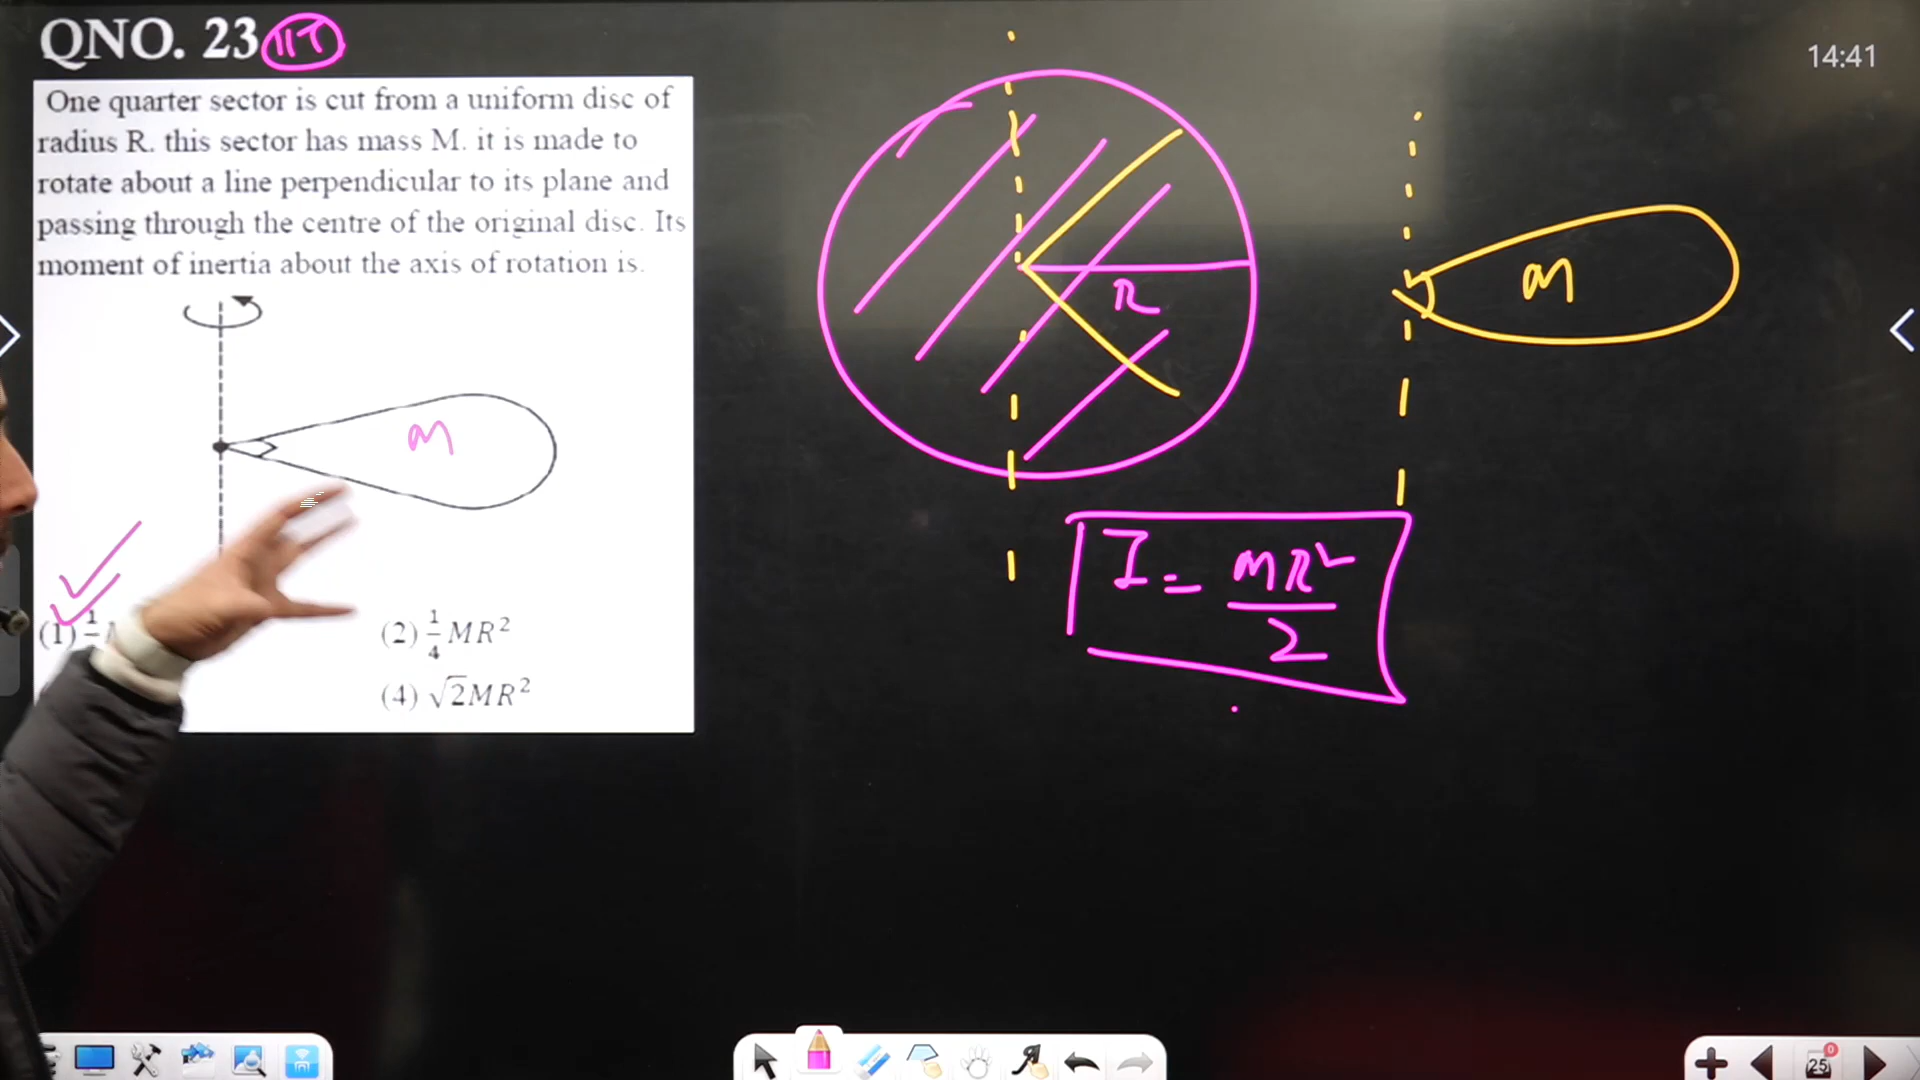 QNO. 23 IIT
14:41
One quarter sector is cut from a uniform disc of
radius R. this sector has mass M. it is made to
rotate about a line perpendicular to its plane and
passing through the centre of the original disc. Its
moment of inertia about the axis of rotation is.
R
M
M
I = MR²/2
(1) (2) 1/4 MR²
(4) √2MR²
25
0